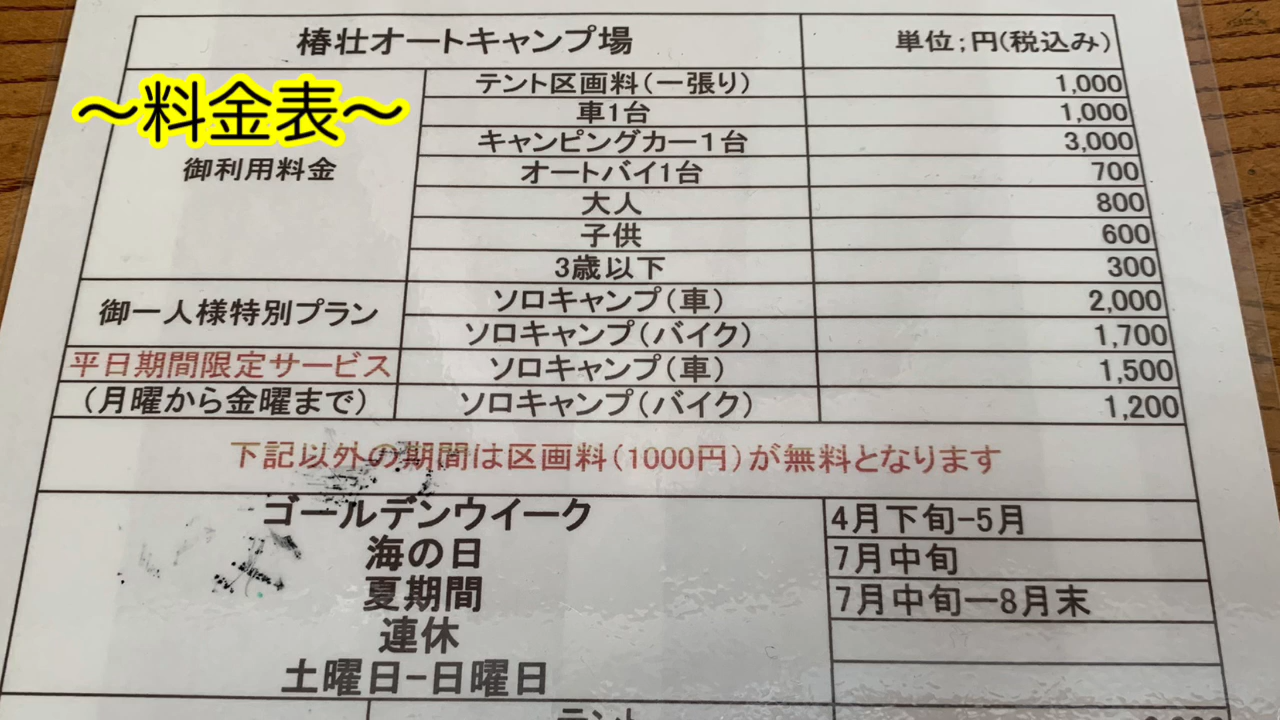 椿壮オートキャンプ場 単位;円(税込み)
～料金表～
御利用料金
テント区画料(一張り) 1,000
車1台 1,000
キャンピングカー1台 3,000
オートバイ1台 700
大人 800
子供 600
3歳以下 300
御一人様特別プラン
ソロキャンプ(車) 2,000
ソロキャンプ(バイク) 1,700
平日期間限定サービス ソロキャンプ(車) 1,500
(月曜から金曜まで) ソロキャンプ(バイク) 1,200
下記以外の期間は区画料(1000円)が無料となります
ゴールデンウイーク 4月下旬-5月
海の日 7月中旬
夏期間 7月中旬ー8月末
連休
土曜日-日曜日
テント